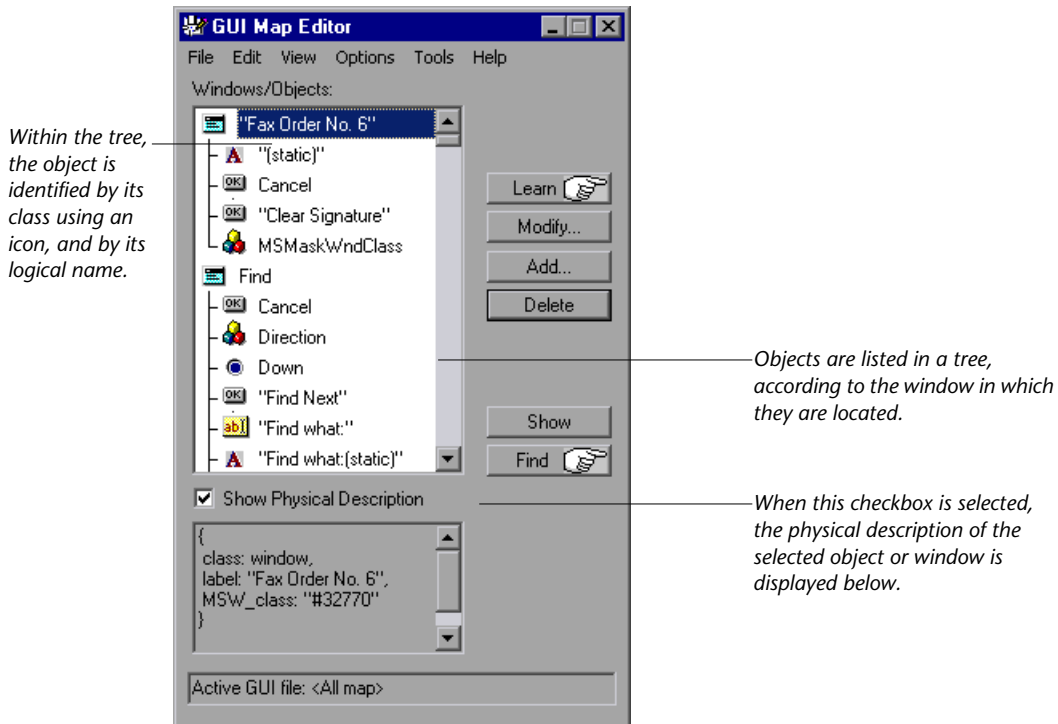 GUI Map Editor
File Edit View Options Tools Help
Windows/Objects:
"Fax Order No. 6"
"(static)"
OK Cancel
OK "Clear Signature"
MSMaskWndClass
Find
OK Cancel
Direction
Down
OK "Find Next"
ab "Find what:"
A "Find what:(static)"
Within the tree,
the object is
identified by its
class using an
icon, and by its
logical name.
Learn
Modify...
Add...
Delete
Show
Find
Objects are listed in a tree,
according to the window in which
they are located.
Show Physical Description
When this checkbox is selected,
the physical description of the
selected object or window is
displayed below.
{
class: window,
label: "Fax Order No. 6",
MSW_class: "#32770"
}
Active GUI file: <All map>